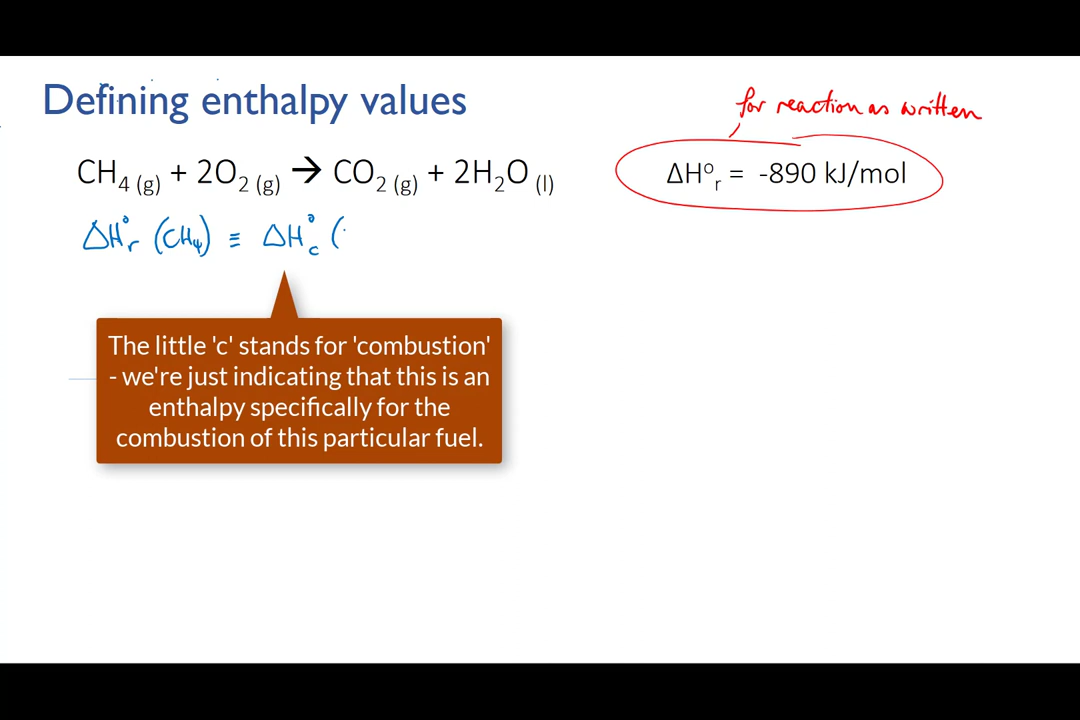 Defining enthalpy values
for reaction as written
CH₄ (g) + 2O₂ (g) → CO₂ (g) + 2H₂O (l)
ΔH°r = -890 kJ/mol
ΔH°r (CH₄) ≡ ΔH°c (
The little 'c' stands for 'combustion'
- we're just indicating that this is an
enthalpy specifically for the
combustion of this particular fuel.